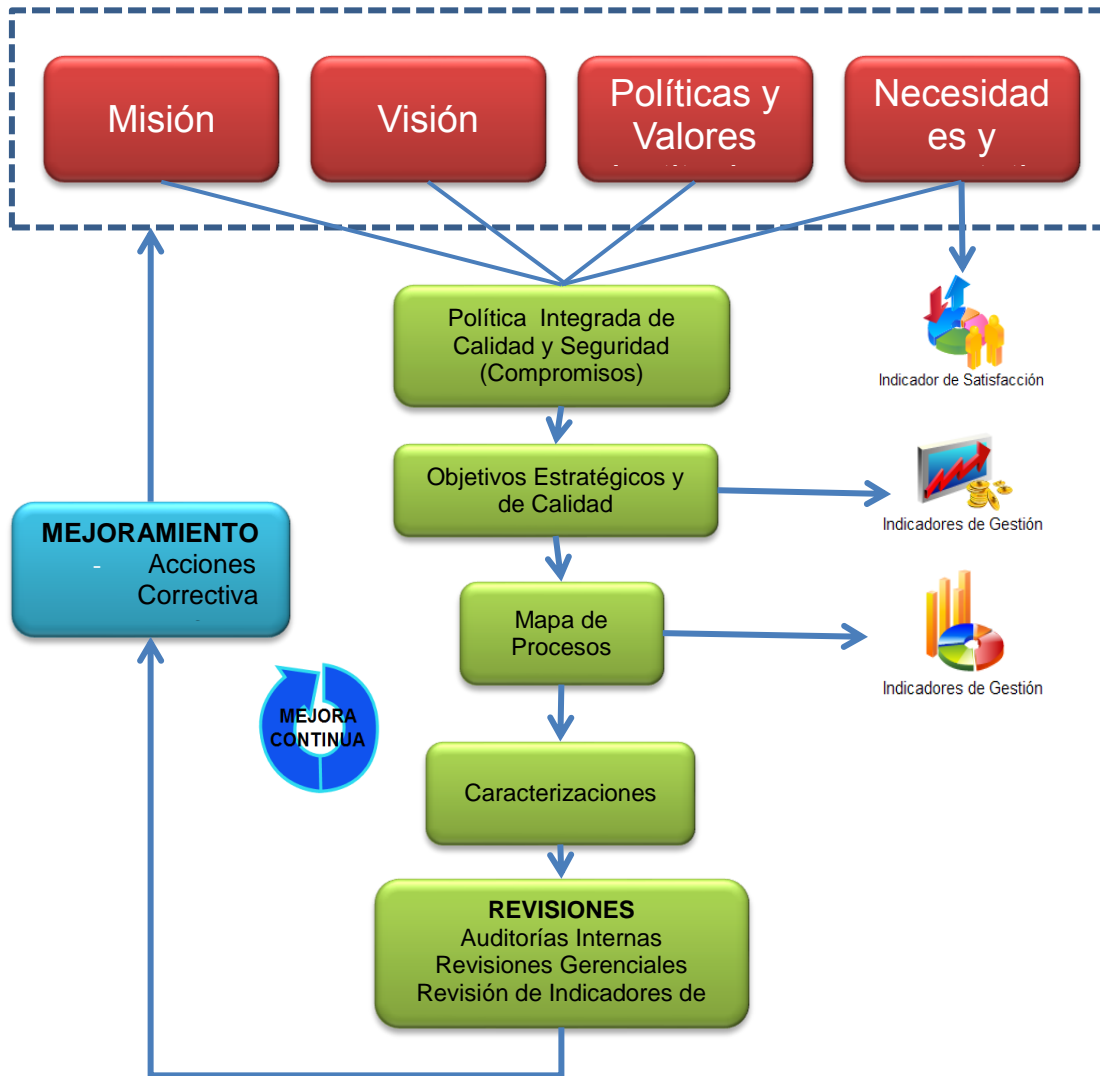 Misión
Visión
Políticas y
Valores
Necesidad
es y
Política Integrada de
Calidad y Seguridad
(Compromisos)
Indicador de Satisfacción
Objetivos Estratégicos y
de Calidad
Indicadores de Gestión
MEJORAMIENTO
- Acciones
Correctiva
Mapa de
Procesos
Indicadores de Gestión
MEJORA
CONTINUA
Caracterizaciones
REVISIONES
Auditorías Internas
Revisiones Gerenciales
Revisión de Indicadores de